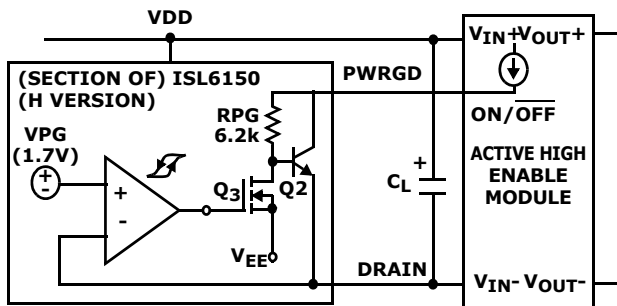 VDD
(SECTION OF) ISL6150
(H VERSION)
PWRGD
VIN+
VOUT+
RPG
6.2k
ON/OFF
VPG
(1.7V)
+
-
+
-
Q3
Q2
VEE
+
CL
ACTIVE HIGH
ENABLE
MODULE
DRAIN
VIN-
VOUT-